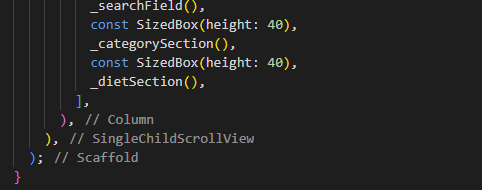 _searchField(),
const SizedBox(height: 40),
_categorySection(),
const SizedBox(height: 40),
_dietSection(),
],
), // Column
), // SingleChildScrollView
); // Scaffold
}